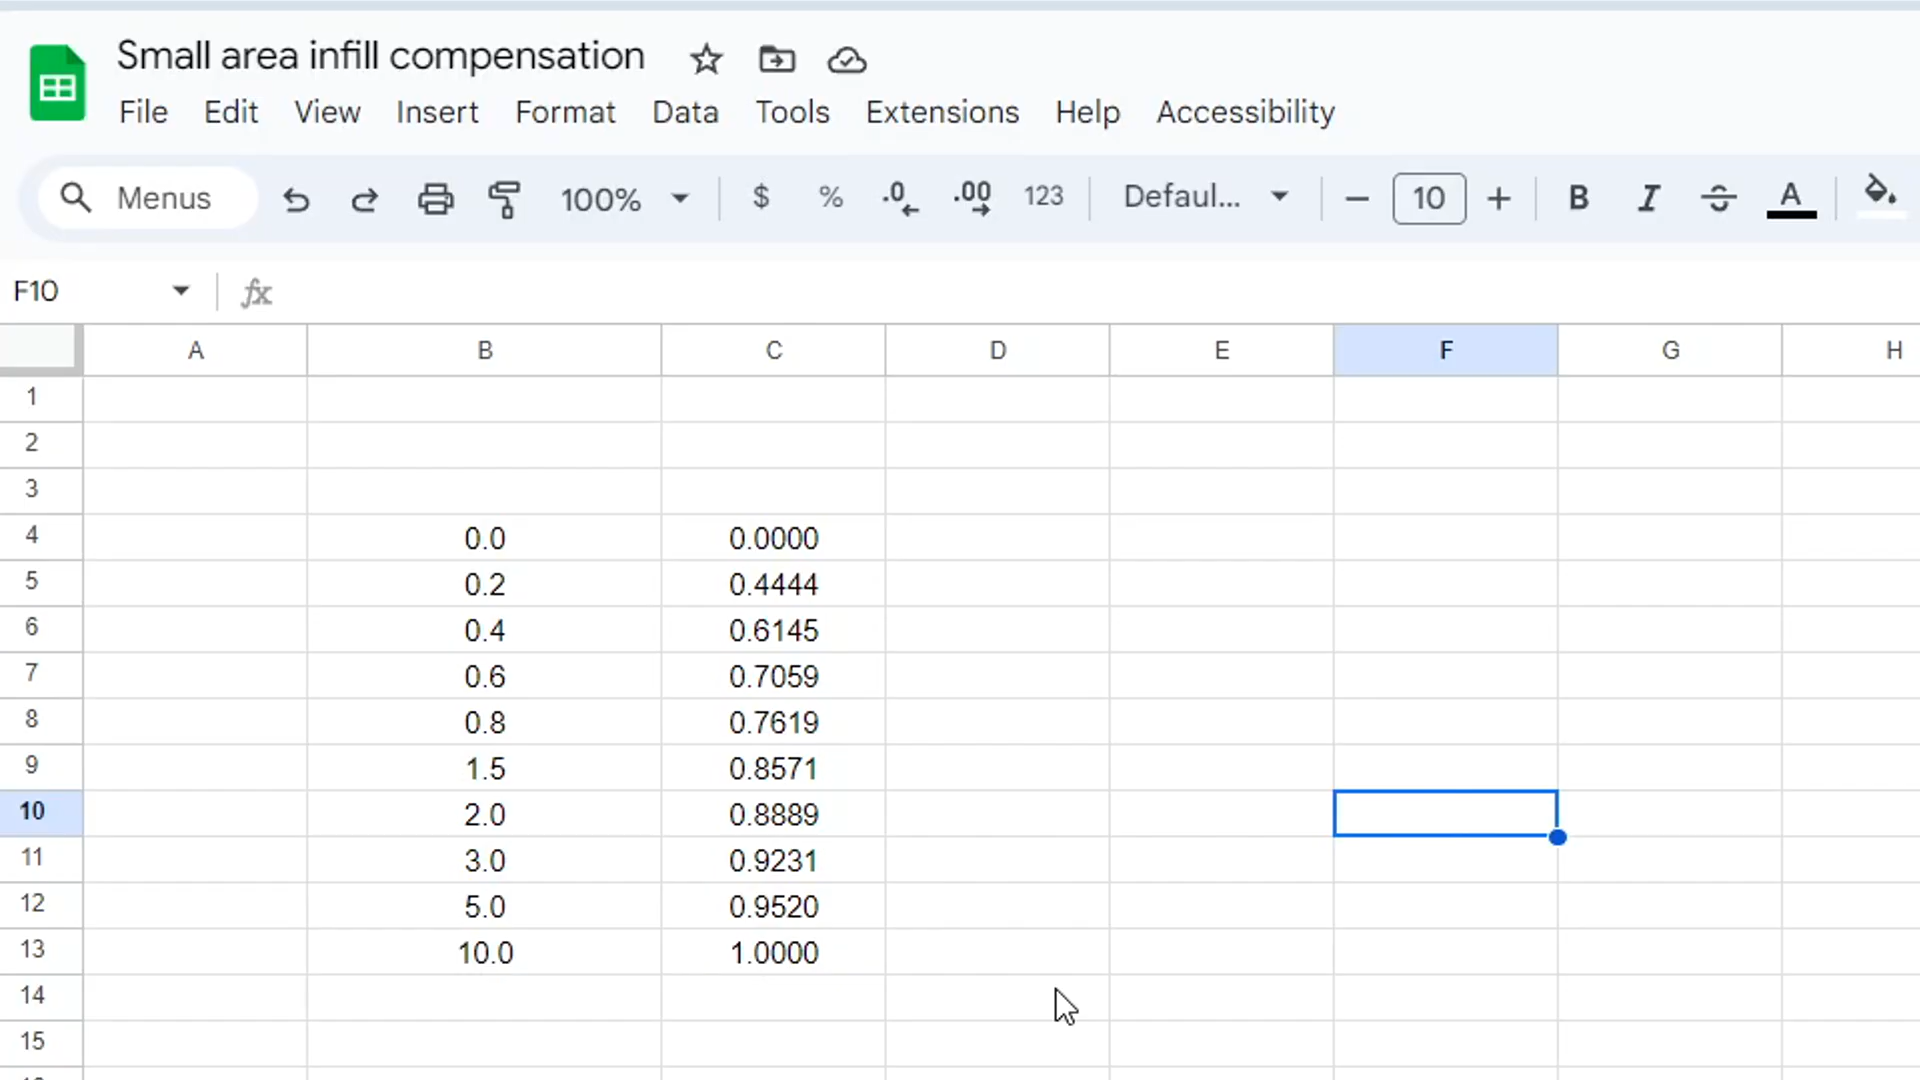 Small area infill compensation
File Edit View Insert Format Data Tools Extensions Help Accessibility
Menus 100% $ % .0 .00 123 Defaul... 10 B I S A
F10 fx
A B C D E F G H
1
2
3
4 0.0 0.0000
5 0.2 0.4444
6 0.4 0.6145
7 0.6 0.7059
8 0.8 0.7619
9 1.5 0.8571
10 2.0 0.8889
11 3.0 0.9231
12 5.0 0.9520
13 10.0 1.0000
14
15